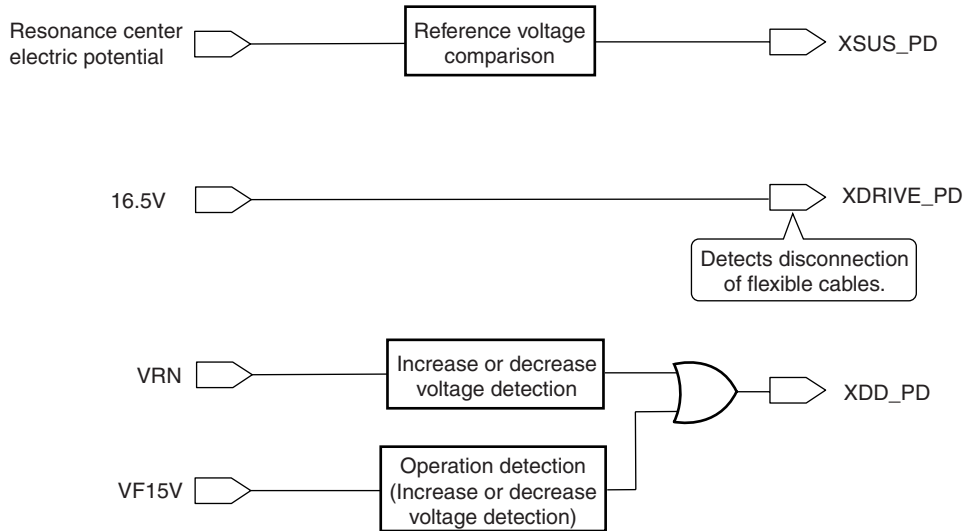 Resonance center
electric potential
Reference voltage
comparison
XSUS_PD
16.5V
XDRIVE_PD
Detects disconnection
of flexible cables.
VRN
Increase or decrease
voltage detection
XDD_PD
VF15V
Operation detection
(Increase or decrease
voltage detection)